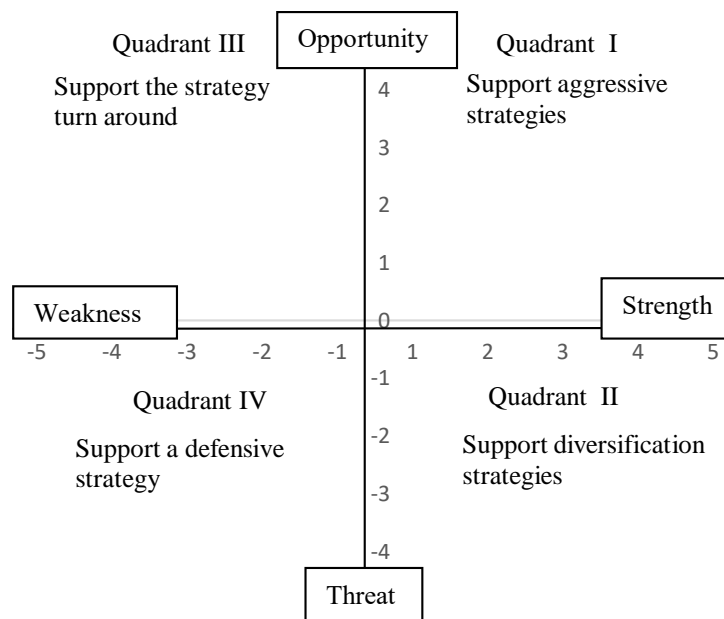 Quadrant III
Opportunity
Quadrant I
Support the strategy
turn around
Support aggressive
strategies
4
3
2
1
0
Weakness
Strength
-5 -4 -3 -2 -1 1 2 3 4 5
-1
Quadrant IV
Quadrant II
Support a defensive
strategy
-2
Support diversification
strategies
-3
-4
Threat